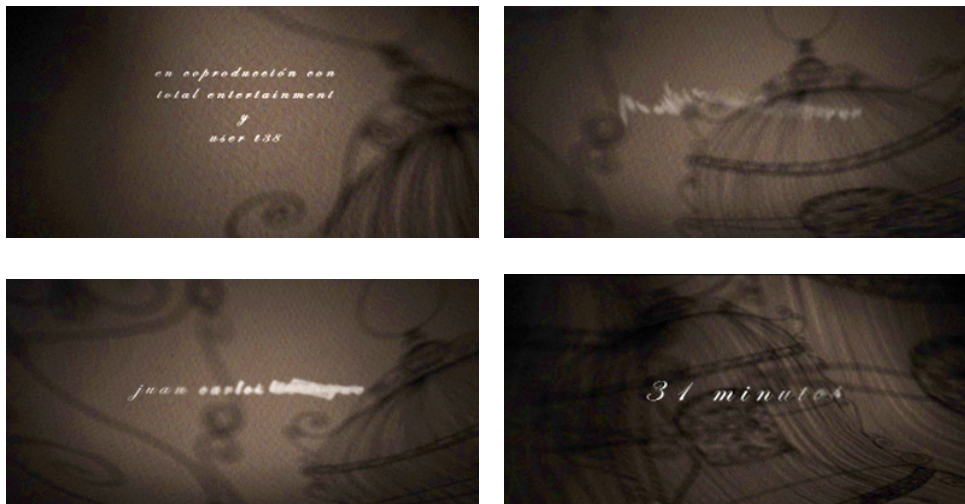 en coproducción con
total entertainment
y
user t38
juan carlos
31 minutos